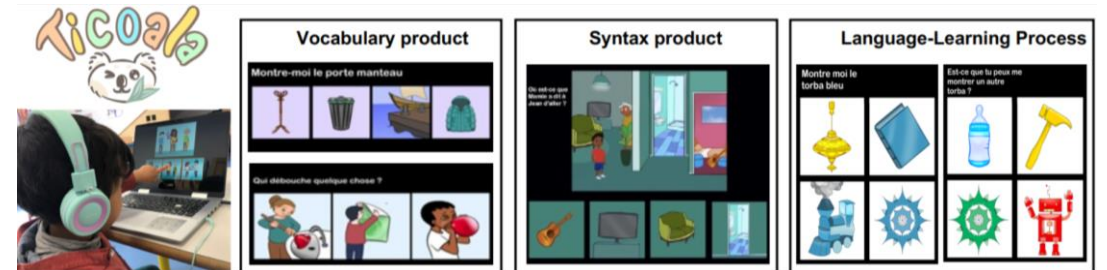 Ticoala
Vocabulary product
Montre-moi le porte manteau
Qui débouche quelque chose ?
Syntax product
Où est-ce que
Mamie a dit à
Jean d'aller ?
Language-Learning Process
Montre moi le
torba bleu
Est-ce que tu peux me
montrer un autre
torba ?